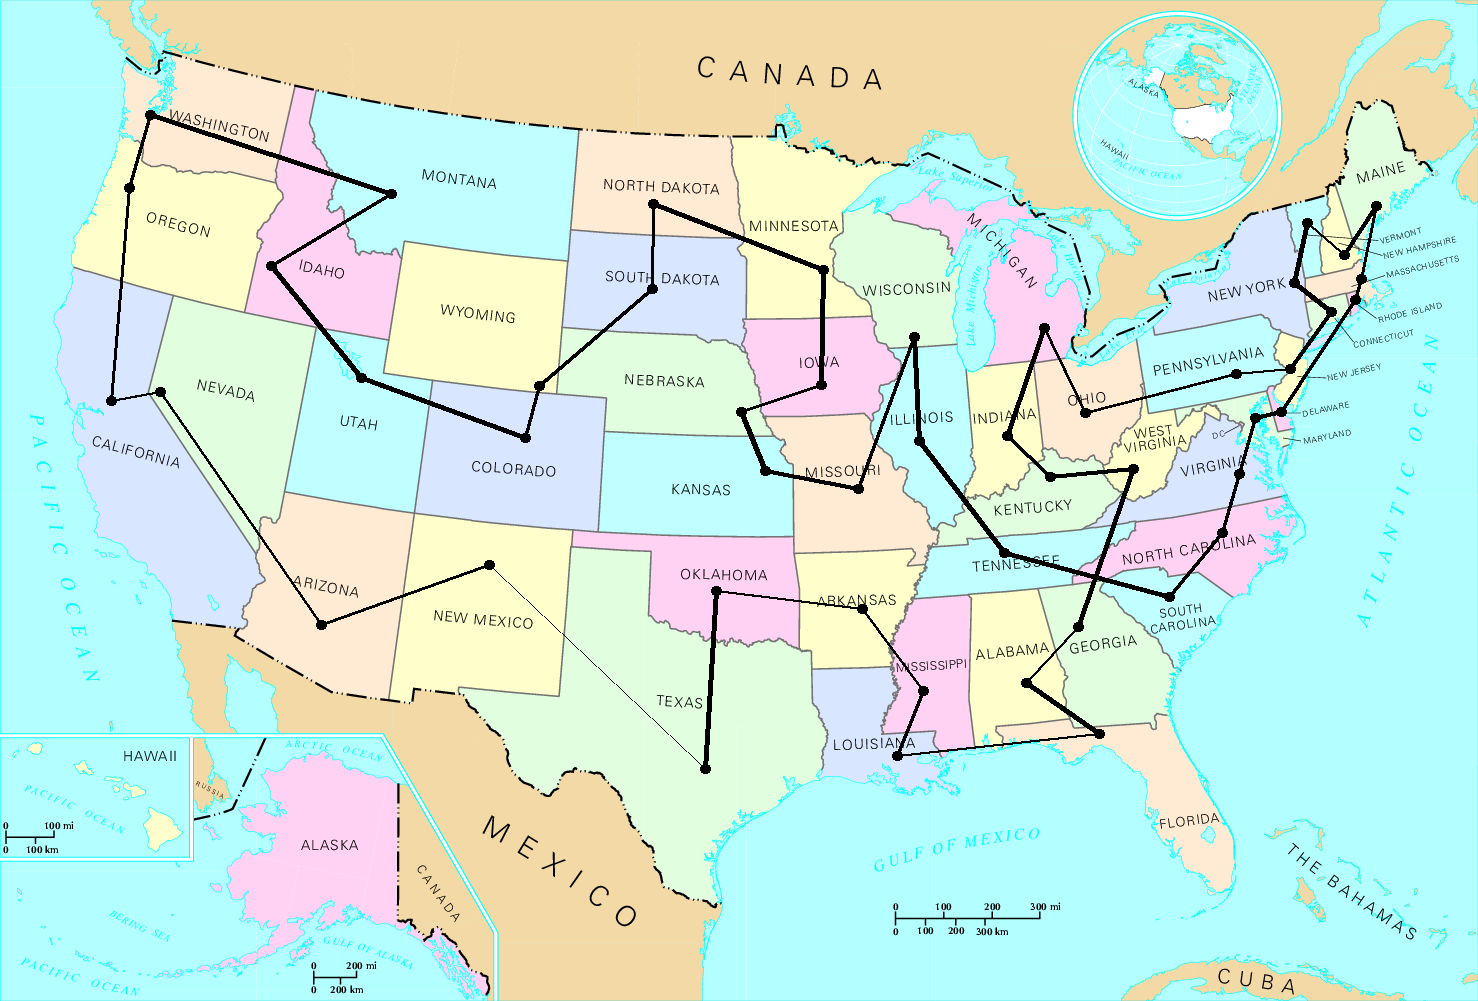 CANADA
ALASKA
HAWAII
PACIFIC OCEAN
ATLANTIC OCEAN
WASHINGTON
MONTANA
NORTH DAKOTA
MINNESOTA
Lake Superior
MICHIGAN
Lake Michigan
MAINE
OREGON
IDAHO
SOUTH DAKOTA
WISCONSIN
VERMONT
NEW HAMPSHIRE
MASSACHUSETTS
NEW YORK
RHODE ISLAND
CONNECTICUT
WYOMING
IOWA
PENNSYLVANIA
NEW JERSEY
NEVADA
NEBRASKA
ILLINOIS
INDIANA
OHIO
DELAWARE
MARYLAND
DC
UTAH
CALIFORNIA
COLORADO
KANSAS
MISSOURI
WEST
VIRGINIA
VIRGINIA
KENTUCKY
PACIFIC OCEAN
ATLANTIC OCEAN
ARIZONA
NEW MEXICO
OKLAHOMA
ARKANSAS
TENNESSEE
NORTH CAROLINA
SOUTH
CAROLINA
MISSISSIPPI
ALABAMA
GEORGIA
TEXAS
LOUISIANA
FLORIDA
HAWAII
PACIFIC OCEAN
0 100 mi
0 100 km
ARCTIC OCEAN
RUSSIA
ALASKA
CANADA
BERING SEA
GULF OF ALASKA
PACIFIC OCEAN
0 200 mi
0 200 km
MEXICO
GULF OF MEXICO
0 100 200 300 mi
0 100 200 300 km
THE BAHAMAS
CUBA